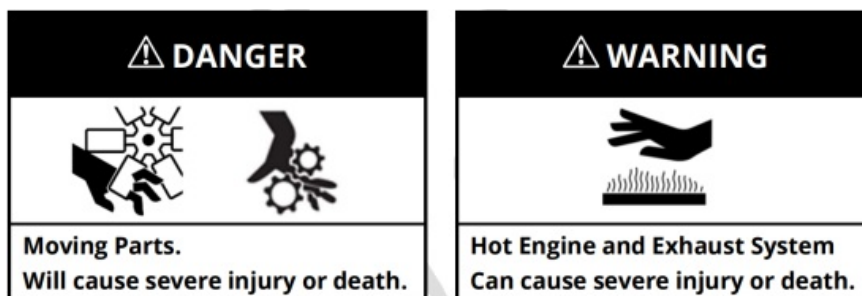 ⚠ DANGER
Moving Parts.
Will cause severe injury or death.
⚠ WARNING
Hot Engine and Exhaust System
Can cause severe injury or death.